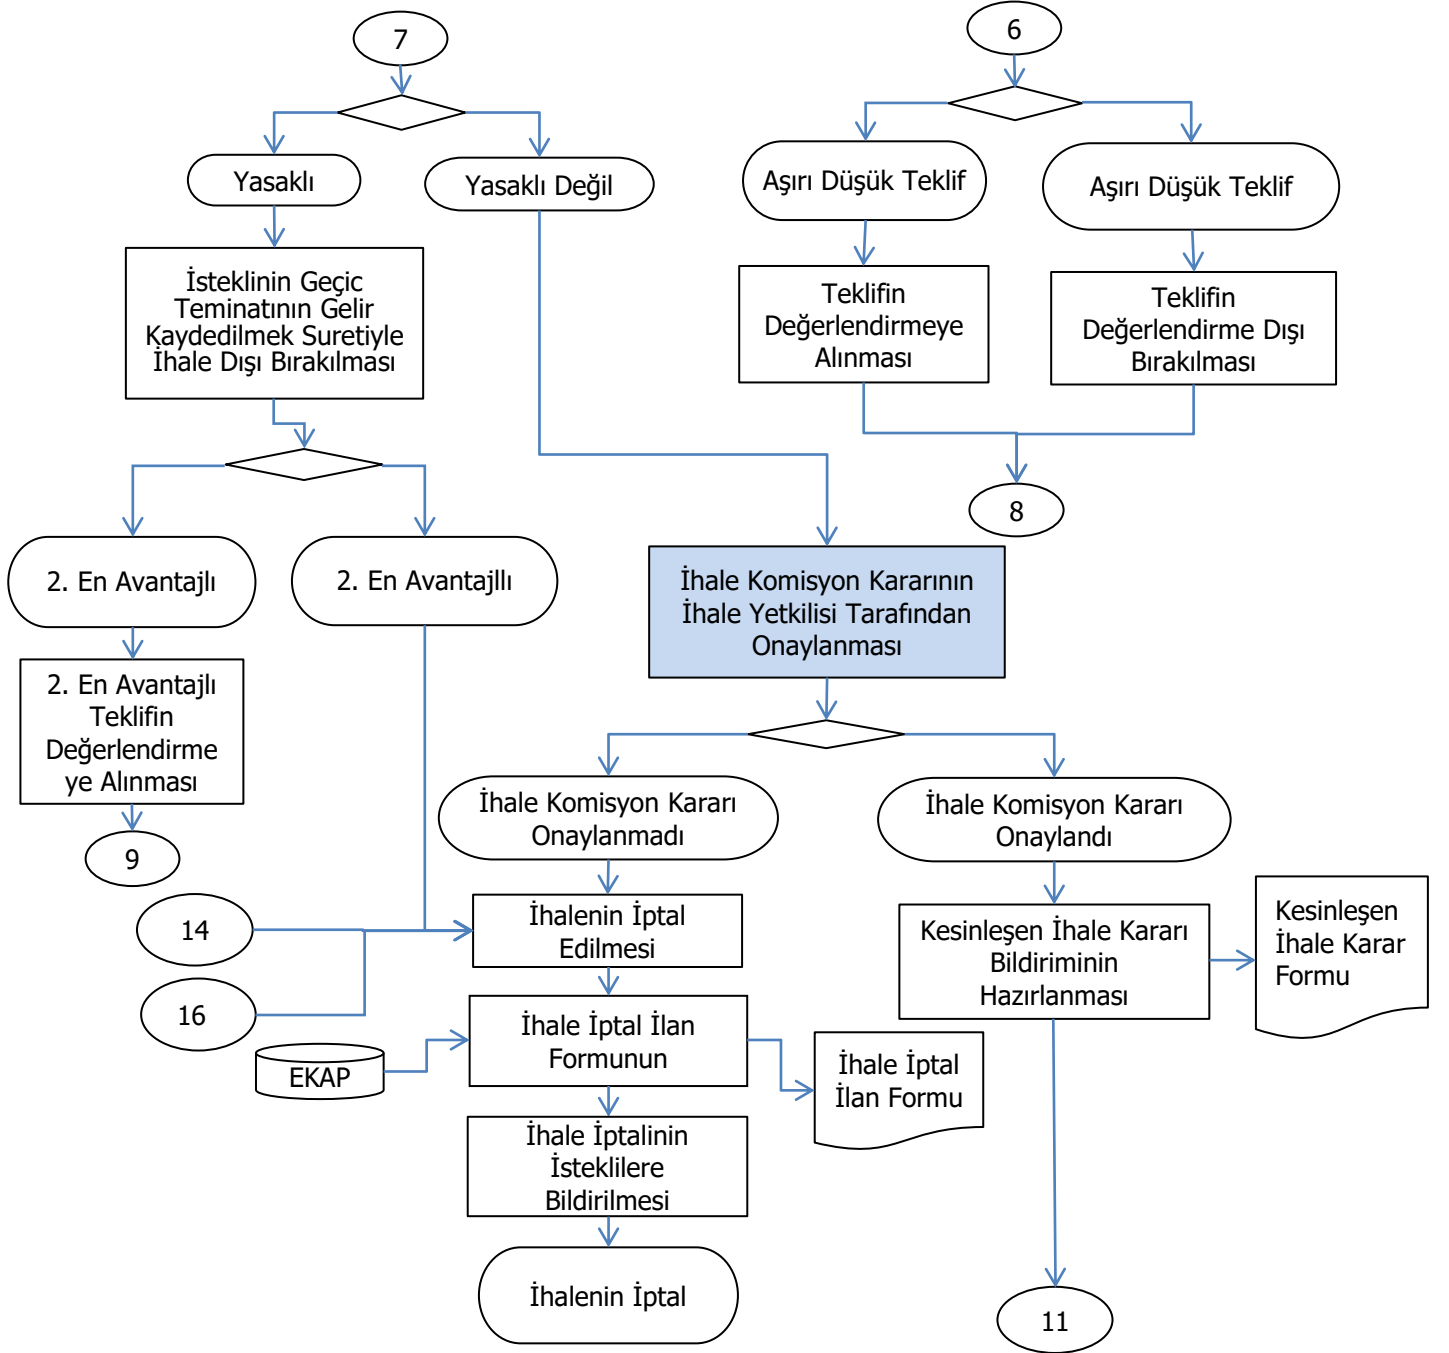 7
6
Yasaklı
Yasaklı Değil
Aşırı Düşük Teklif
Aşırı Düşük Teklif
İsteklinin Geçic
Teminatının Gelir
Kaydedilmek Suretiyle
İhale Dışı Bırakılması
Teklifin
Değerlendirmeye
Alınması
Teklifin
Değerlendirme Dışı
Bırakılması
8
2. En Avantajlı
2. En Avantajllı
İhale Komisyon Kararının
İhale Yetkilisi Tarafından
Onaylanması
2. En Avantajlı
Teklifin
Değerlendirme
ye Alınması
9
İhale Komisyon Kararı
Onaylanmadı
İhale Komisyon Kararı
Onaylandı
14
İhalenin İptal
Edilmesi
Kesinleşen İhale Kararı
Bildiriminin
Hazırlanması
Kesinleşen
İhale Karar
Formu
16
İhale İptal İlan
Formunun
EKAP
İhale İptal
İlan Formu
İhale İptalinin
İsteklilere
Bildirilmesi
İhalenin İptal
11